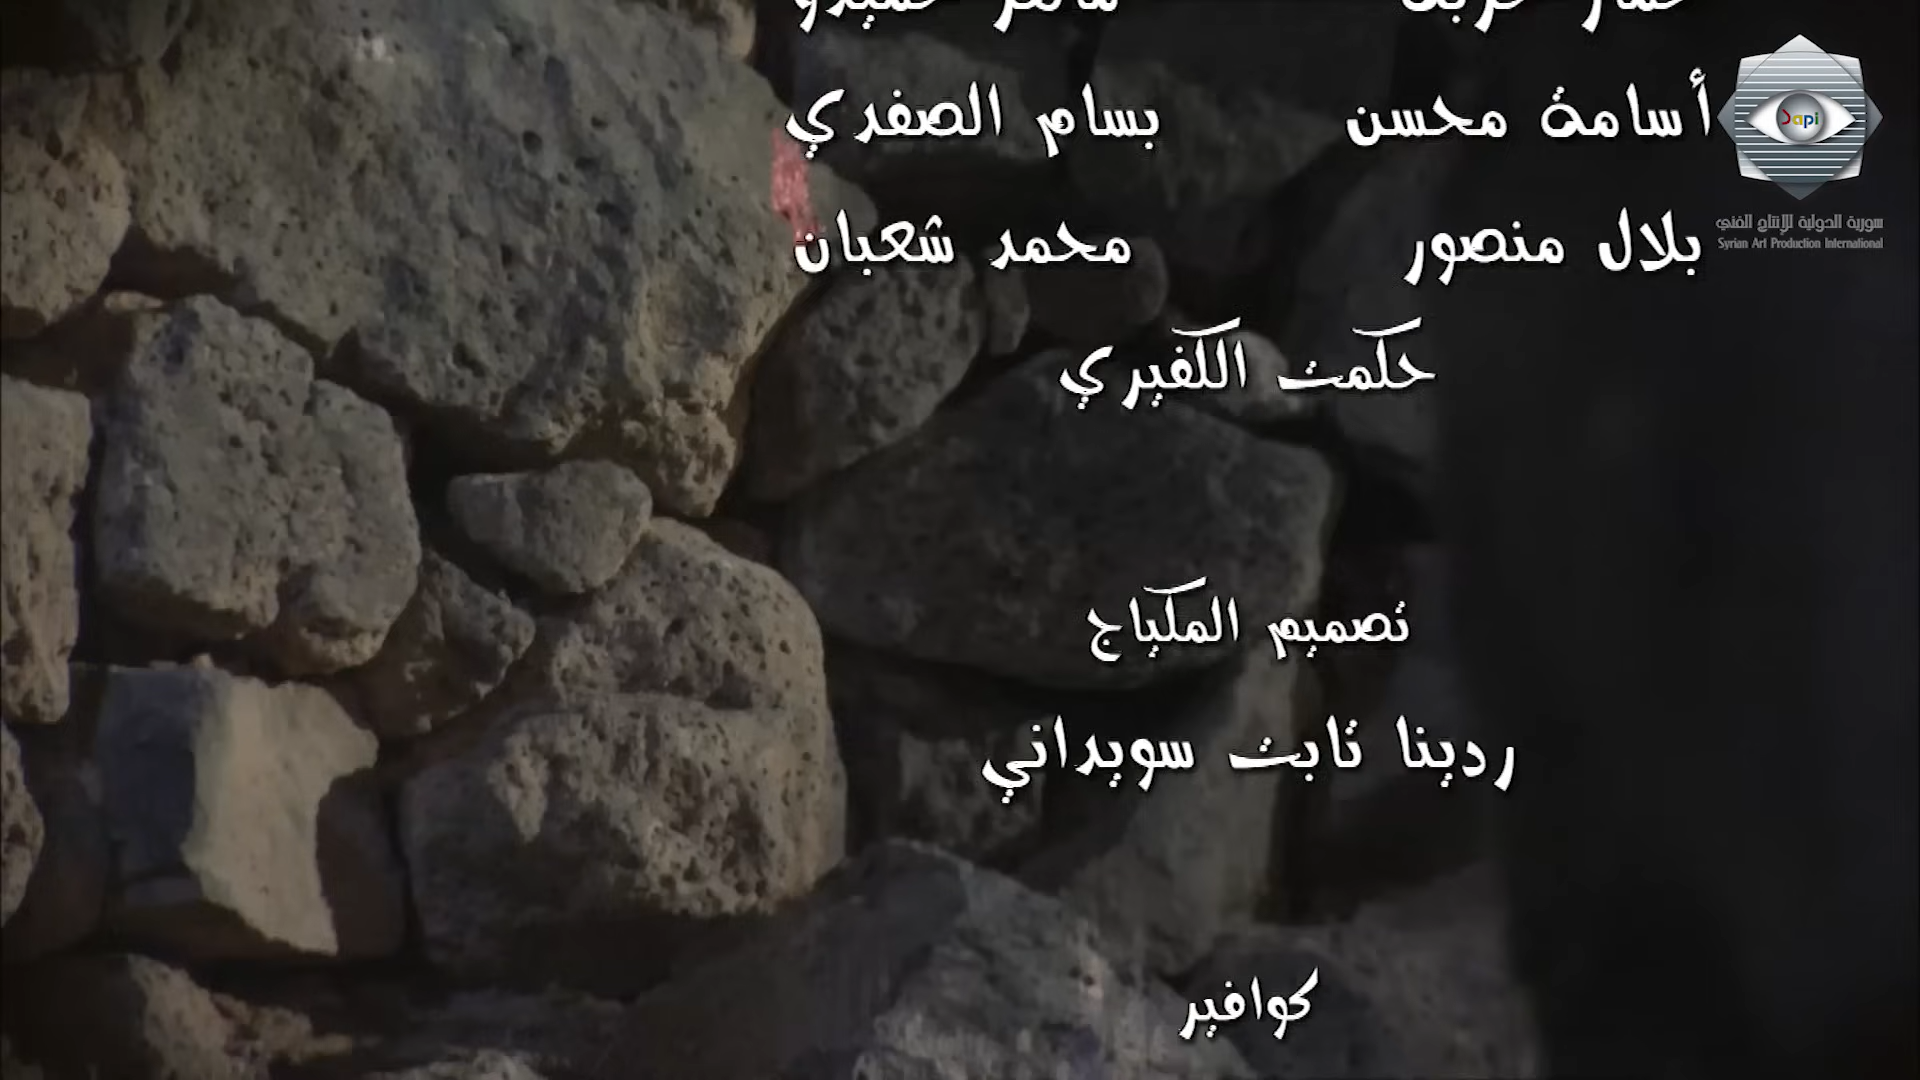 أسامة محسن بسام الصفدي
بلال منصور محمد شعبان
حكمت الكفيري
تصميم المكياج
ردينا ثابت سويداني
كوافير
Sapi
سورية الدولية للإنتاج الفني
Syrian Art Production International